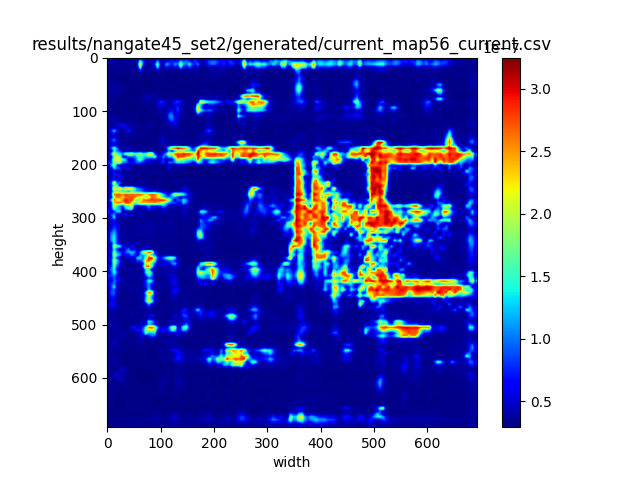 results/nangate45_set2/generated/current_map56_current.csv
1e−7
0
100
200
300
400
500
600
height
0 100 200 300 400 500 600
width
3.0
2.5
2.0
1.5
1.0
0.5